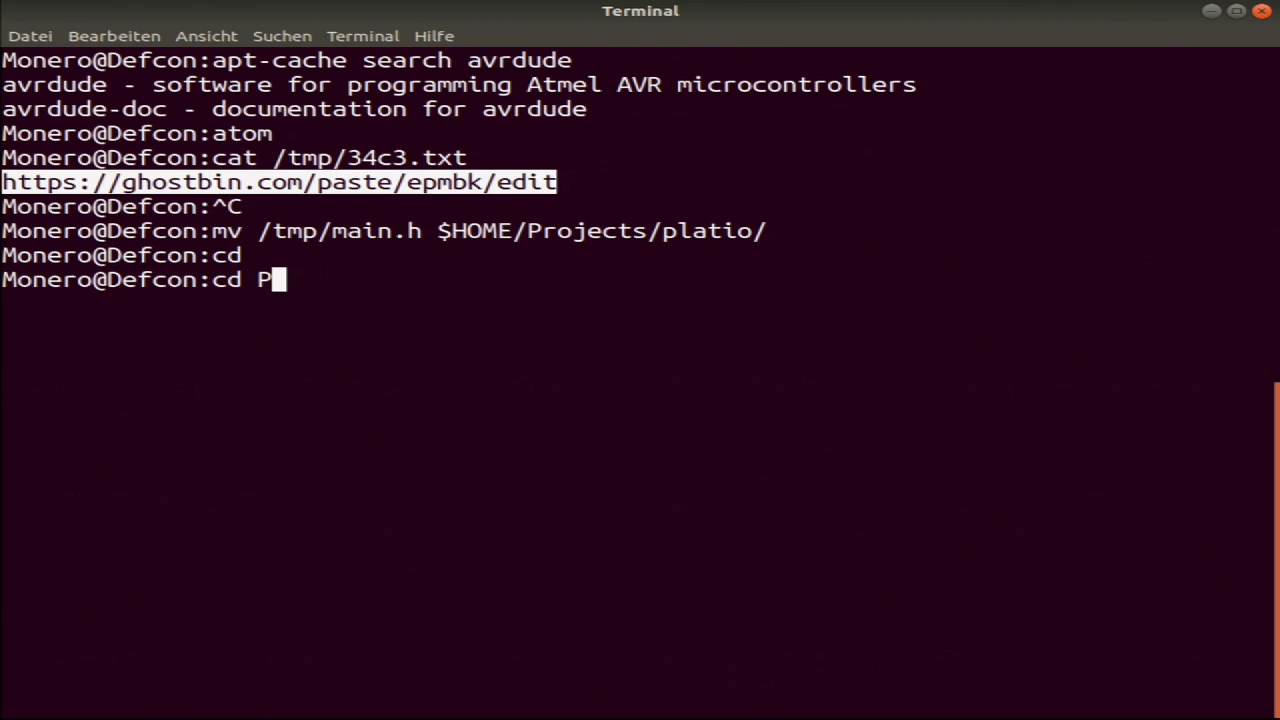 Terminal
Datei Bearbeiten Ansicht Suchen Terminal Hilfe
Monero@Defcon:apt-cache search avrdude
avrdude - software for programming Atmel AVR microcontrollers
avrdude-doc - documentation for avrdude
Monero@Defcon:atom
Monero@Defcon:cat /tmp/34c3.txt
https://ghostbin.com/paste/epmbk/edit
Monero@Defcon:^C
Monero@Defcon:mv /tmp/main.h $HOME/Projects/platio/
Monero@Defcon:cd
Monero@Defcon:cd P